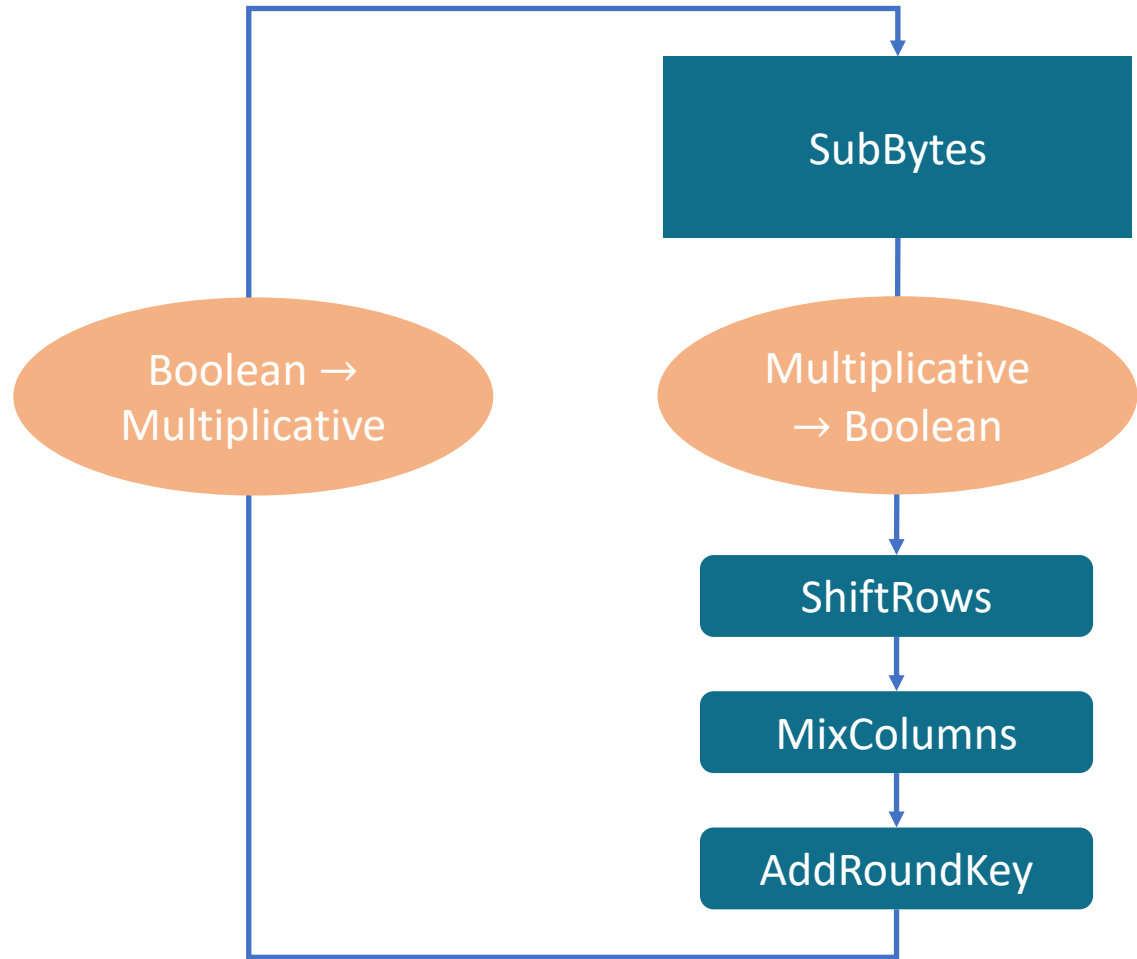 SubBytes
Boolean →
Multiplicative
Multiplicative
→ Boolean
ShiftRows
MixColumns
AddRoundKey